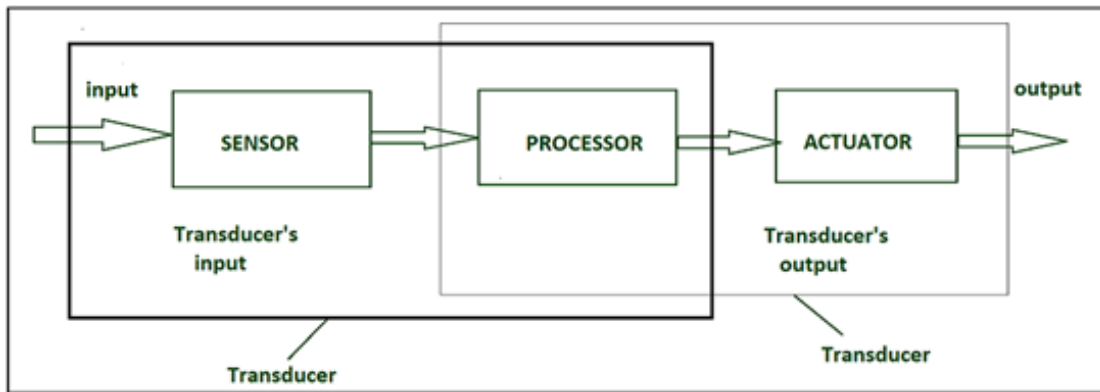 input
output
SENSOR
PROCESSOR
ACTUATOR
Transducer's
input
Transducer's
output
Transducer
Transducer